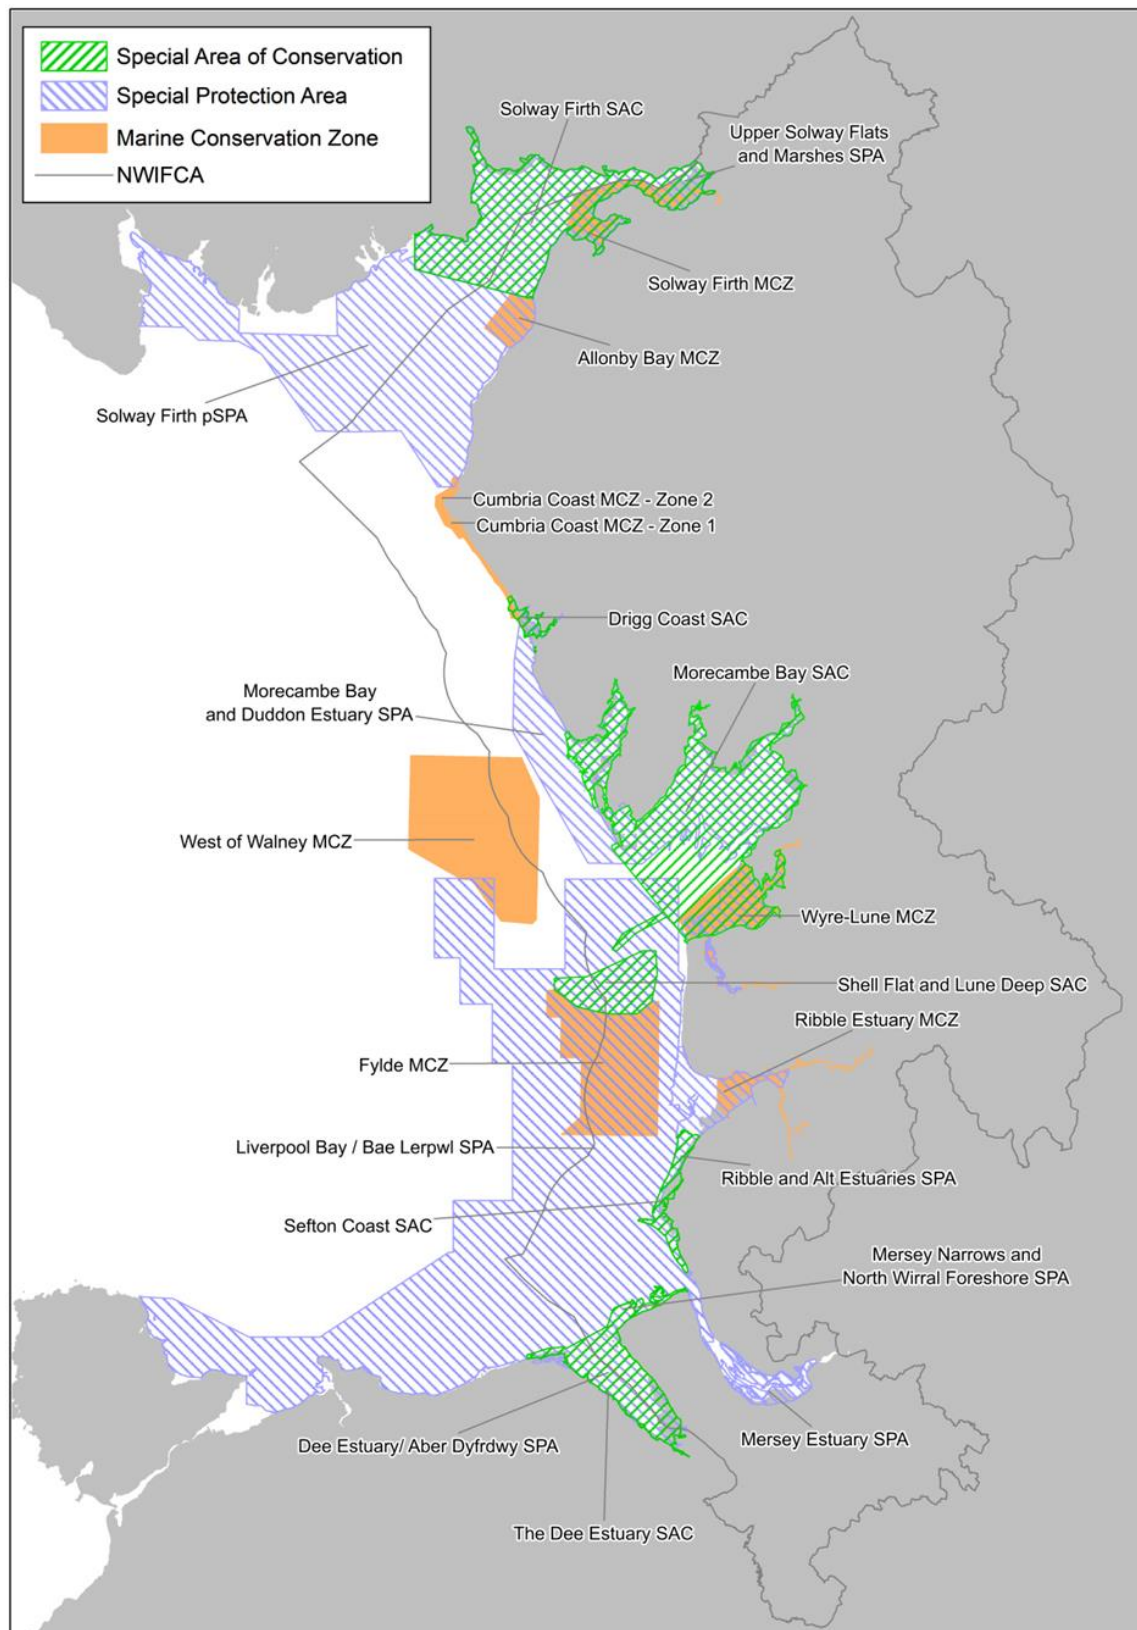 Special Area of Conservation
Special Protection Area
Marine Conservation Zone
NWIFCA
Solway Firth SAC
Upper Solway Flats
and Marshes SPA
Solway Firth MCZ
Allonby Bay MCZ
Solway Firth pSPA
Cumbria Coast MCZ - Zone 2
Cumbria Coast MCZ - Zone 1
Drigg Coast SAC
Morecambe Bay SAC
Morecambe Bay
and Duddon Estuary SPA
West of Walney MCZ
Wyre-Lune MCZ
Shell Flat and Lune Deep SAC
Ribble Estuary MCZ
Fylde MCZ
Liverpool Bay / Bae Lerpwl SPA
Ribble and Alt Estuaries SPA
Sefton Coast SAC
Mersey Narrows and
North Wirral Foreshore SPA
Dee Estuary/ Aber Dyfrdwy SPA
Mersey Estuary SPA
The Dee Estuary SAC